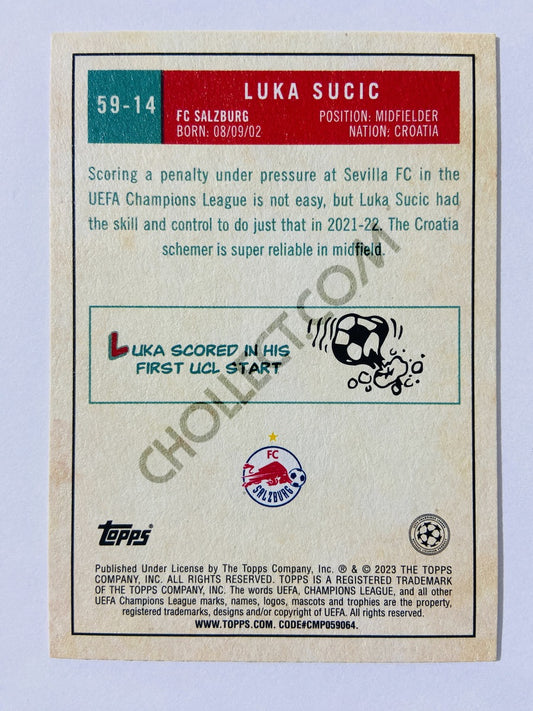 59-14
LUKA SUCIC
FC SALZBURG
POSITION: MIDFIELDER
BORN: 08/09/02
NATION: CROATIA
Scoring a penalty under pressure at Sevilla FC in the
UEFA Champions League is not easy, but Luka Sucic had
the skill and control to do just that in 2021-22. The Croatia
schemer is super reliable in midfield.
LUKA SCORED IN HIS
FIRST UCL START
CHOLLECT.COM
FC
SALZBURG
topps®
Published Under License by The Topps Company, Inc. ® & © 2023 THE TOPPS
COMPANY, INC. ALL RIGHTS RESERVED. TOPPS IS A REGISTERED TRADEMARK
OF THE TOPPS COMPANY, INC. The words UEFA, CHAMPIONS LEAGUE, and all other
UEFA Champions League marks, names, logos, mascots and trophies are the property,
registered trademarks, designs and/or copyright of UEFA. All rights reserved.
WWW.TOPPS.COM. CODE#CMP059064.